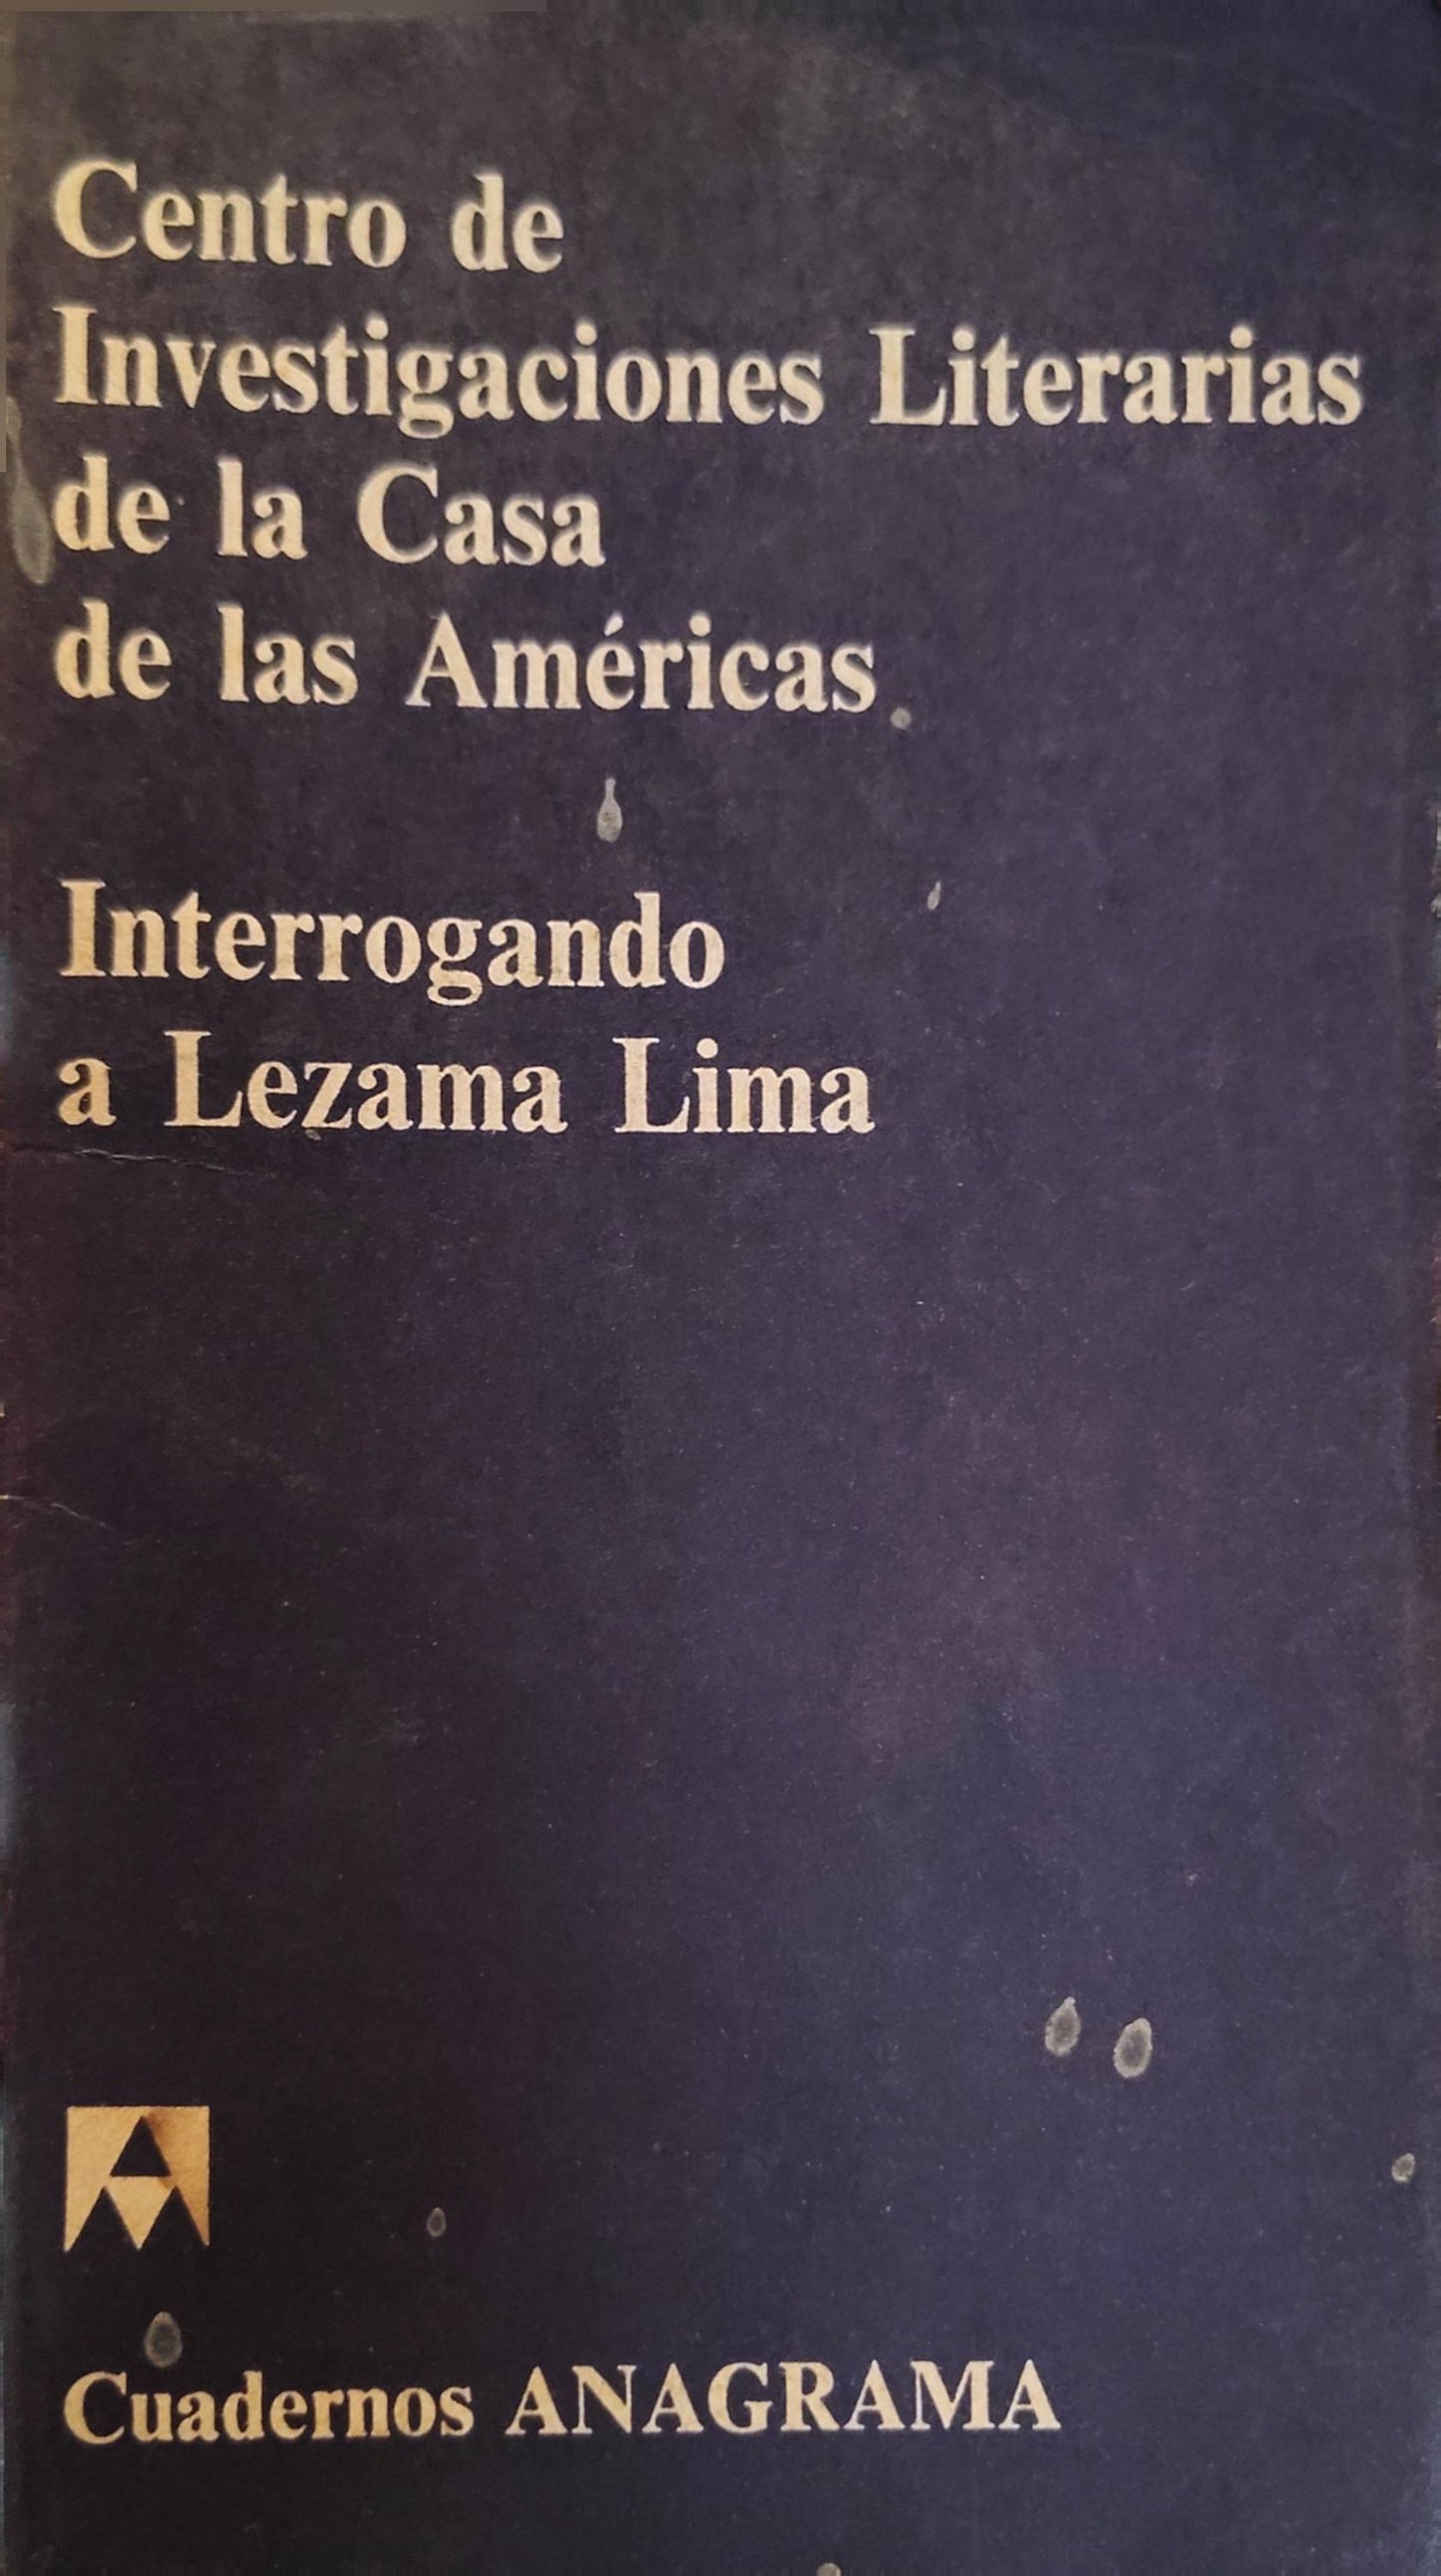 Centro de
Investigaciones Literarias
de la Casa
de las Américas
Interrogando
a Lezama Lima
Cuadernos ANAGRAMA